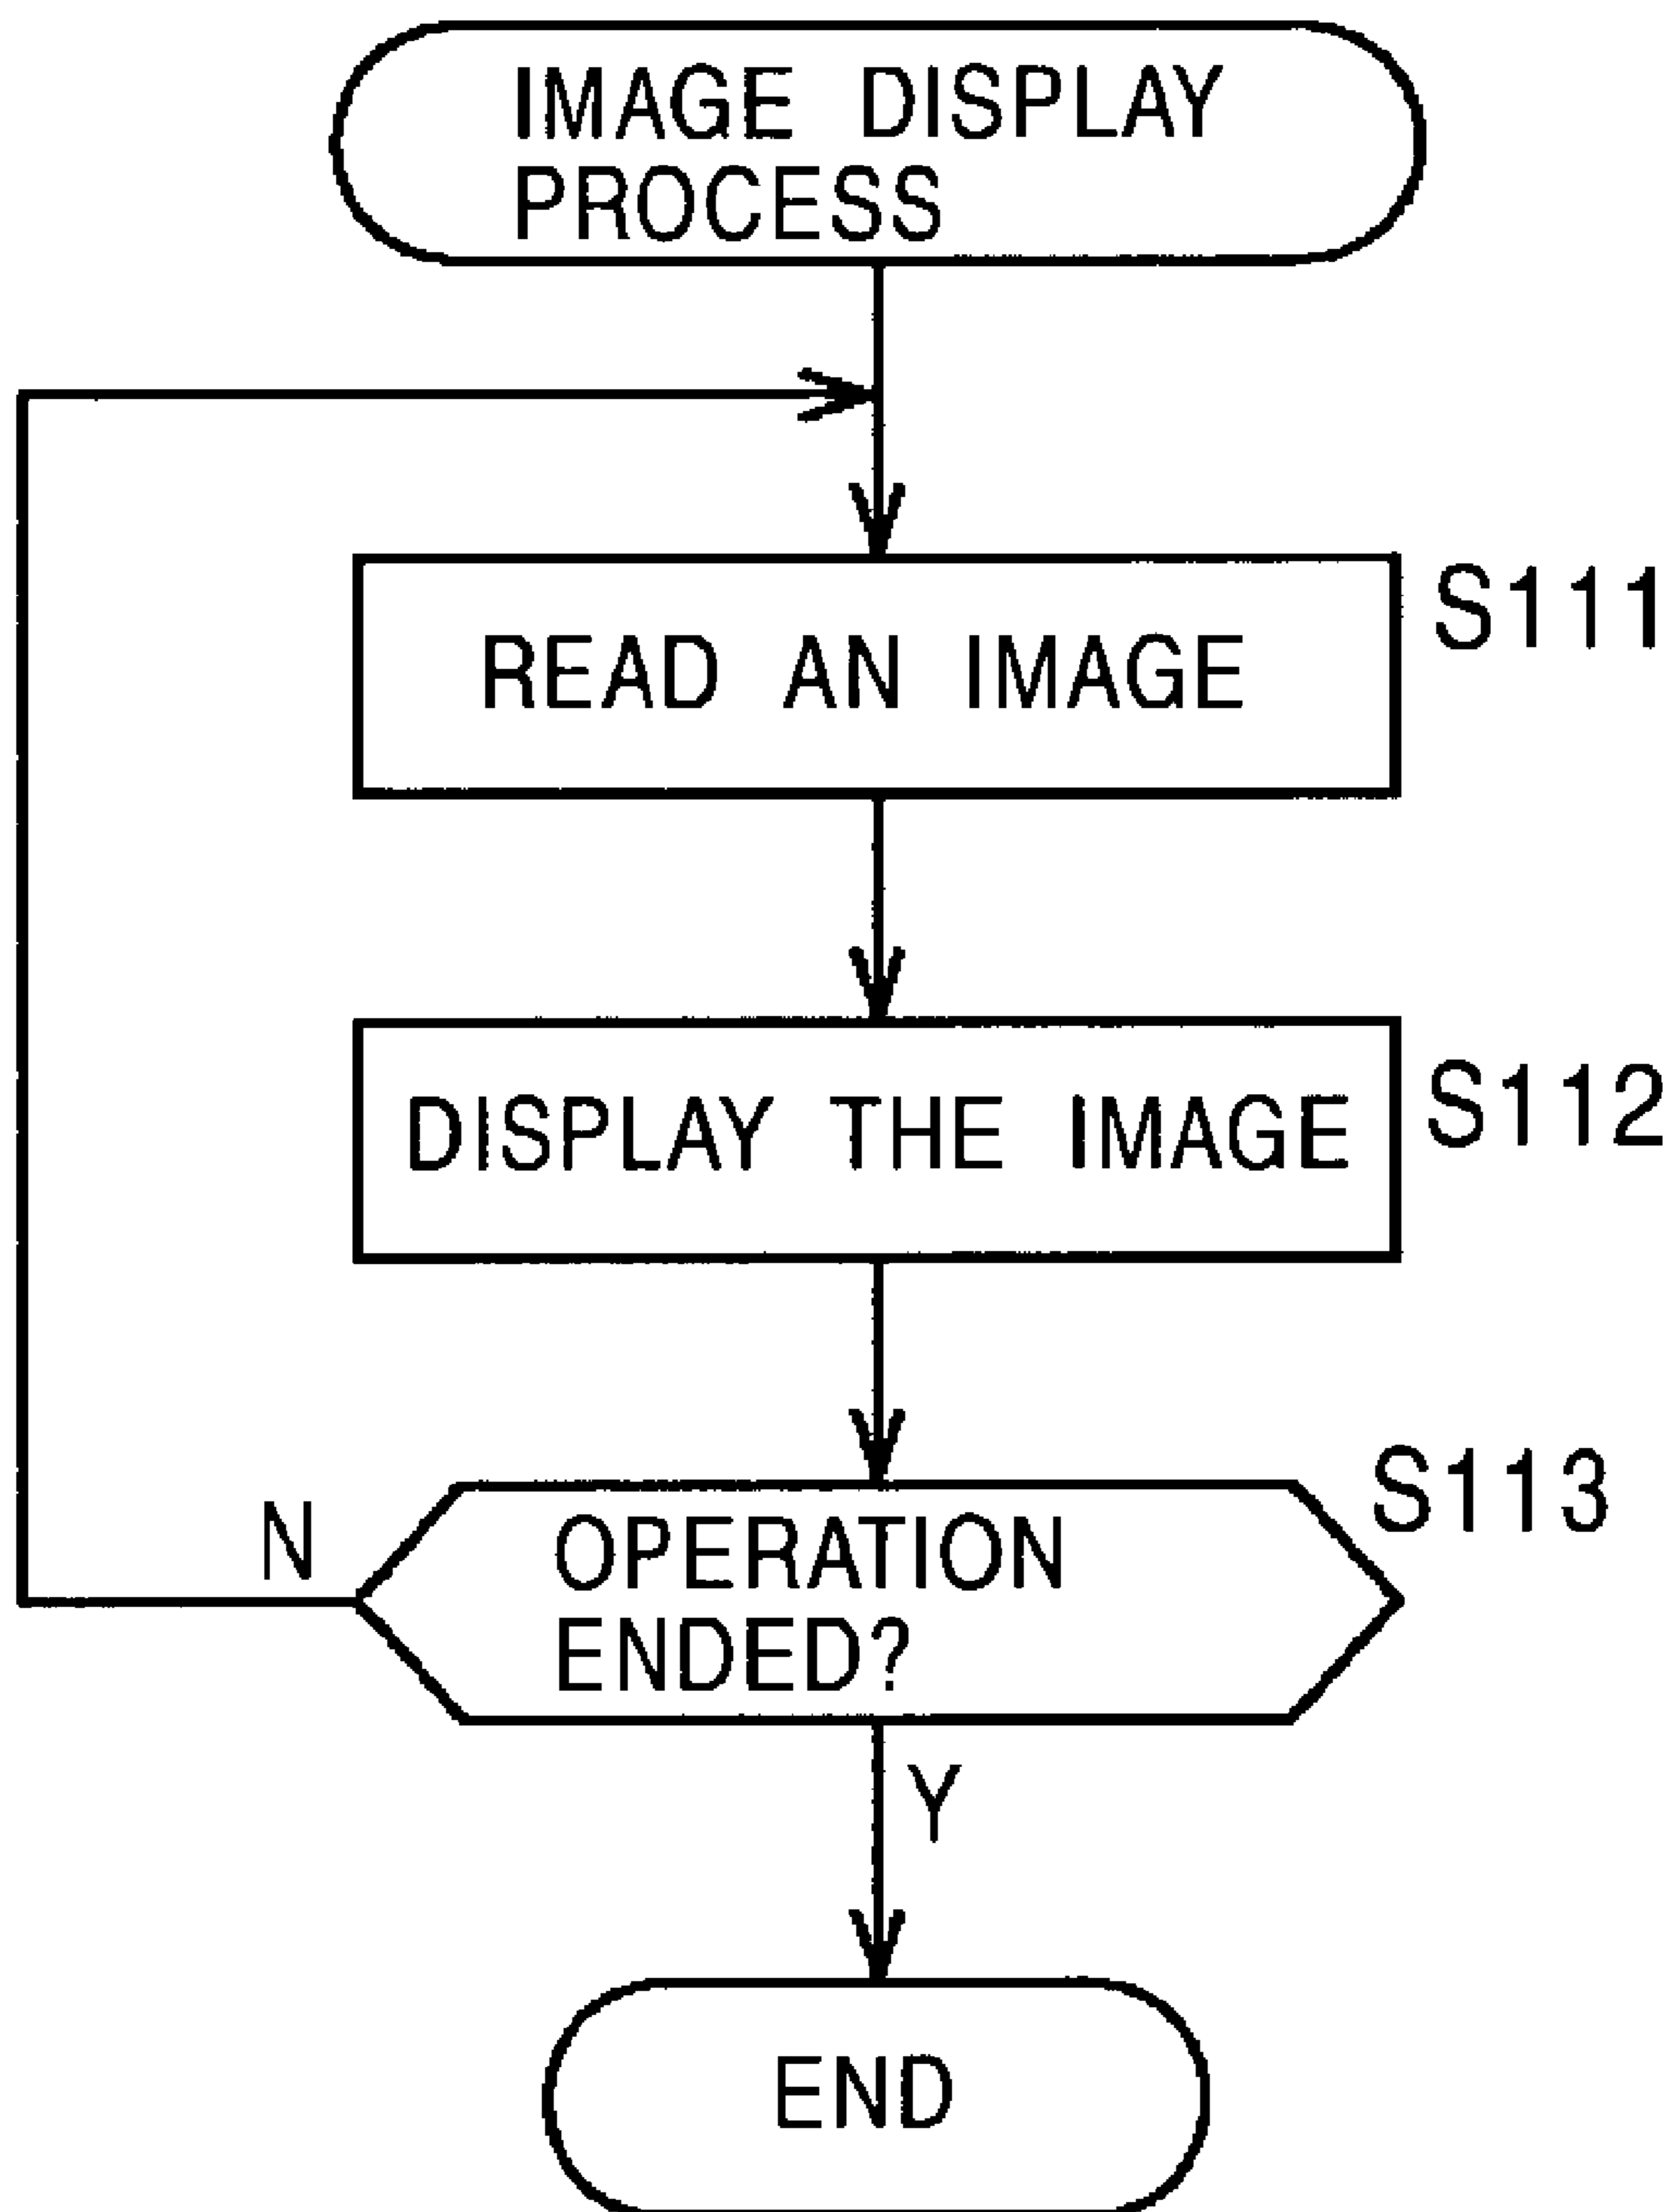 IMAGE DISPLAY
PROCESS
S111
READ AN IMAGE
S112
DISPLAY THE IMAGE
S113
N
OPERATION
ENDED?
Y
END